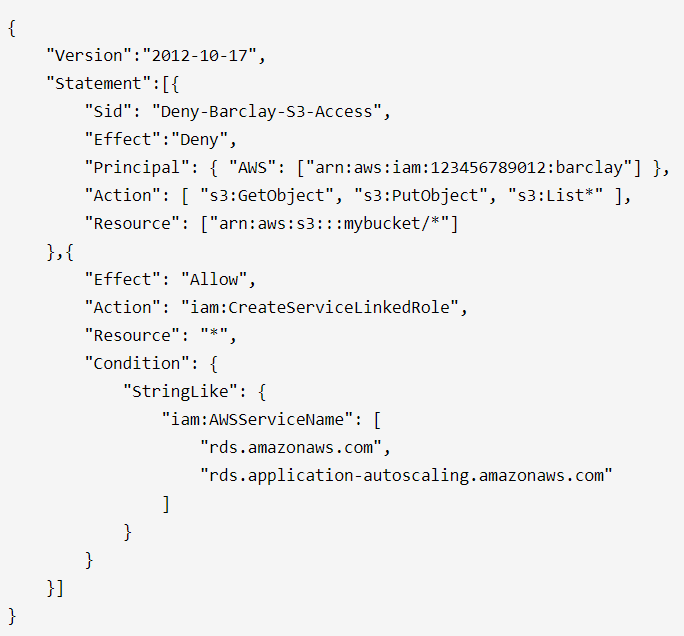 {
    "Version":"2012-10-17",
    "Statement":[{
        "Sid": "Deny-Barclay-S3-Access",
        "Effect":"Deny",
        "Principal": { "AWS": ["arn:aws:iam:123456789012:barclay"] },
        "Action": [ "s3:GetObject", "s3:PutObject", "s3:List*" ],
        "Resource": ["arn:aws:s3:::mybucket/*"]
    },{
        "Effect": "Allow",
        "Action": "iam:CreateServiceLinkedRole",
        "Resource": "*",
        "Condition": {
            "StringLike": {
                "iam:AWSServiceName": [
                    "rds.amazonaws.com",
                    "rds.application-autoscaling.amazonaws.com"
                ]
            }
        }
    }]
}